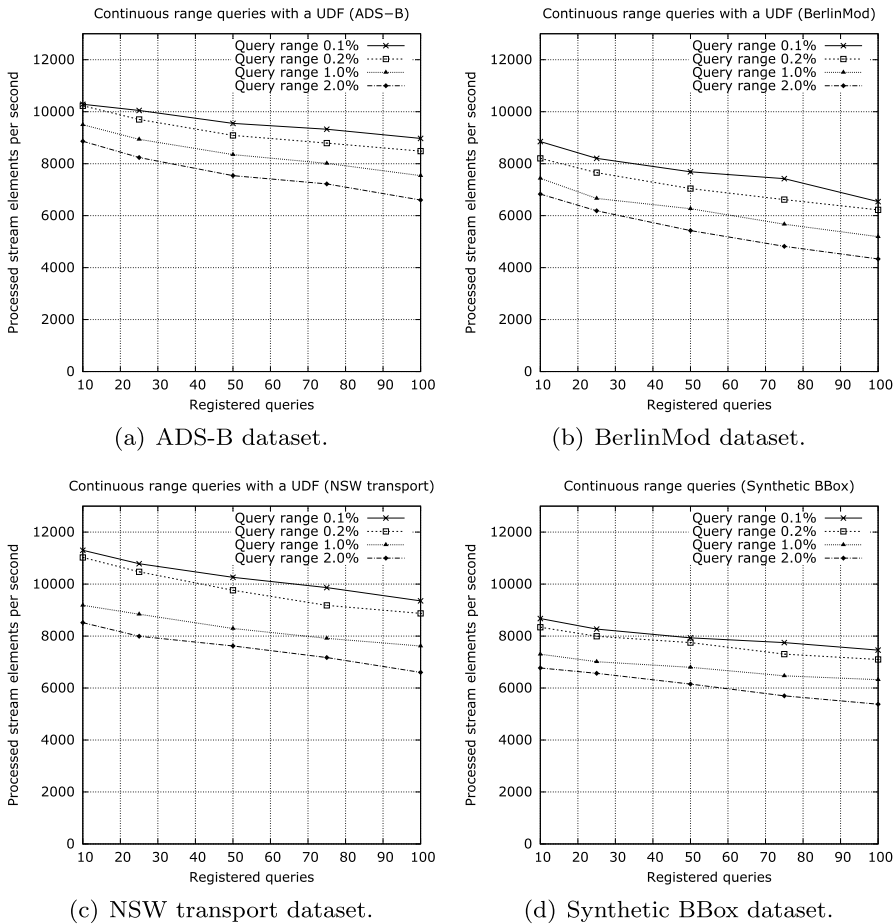 Continuous range queries with a UDF (ADS−B)
Processed stream elements per second
12000
10000
8000
6000
4000
2000
0
Query range 0.1%
Query range 0.2%
Query range 1.0%
Query range 2.0%
10 20 30 40 50 60 70 80 90 100
Registered queries
(a) ADS-B dataset.
Continuous range queries with a UDF (BerlinMod)
Processed stream elements per second
12000
10000
8000
6000
4000
2000
0
Query range 0.1%
Query range 0.2%
Query range 1.0%
Query range 2.0%
10 20 30 40 50 60 70 80 90 100
Registered queries
(b) BerlinMod dataset.
Continuous range queries with a UDF (NSW transport)
Processed stream elements per second
12000
10000
8000
6000
4000
2000
0
Query range 0.1%
Query range 0.2%
Query range 1.0%
Query range 2.0%
10 20 30 40 50 60 70 80 90 100
Registered queries
(c) NSW transport dataset.
Continuous range queries (Synthetic BBox)
Processed stream elements per second
12000
10000
8000
6000
4000
2000
0
Query range 0.1%
Query range 0.2%
Query range 1.0%
Query range 2.0%
10 20 30 40 50 60 70 80 90 100
Registered queries
(d) Synthetic BBox dataset.